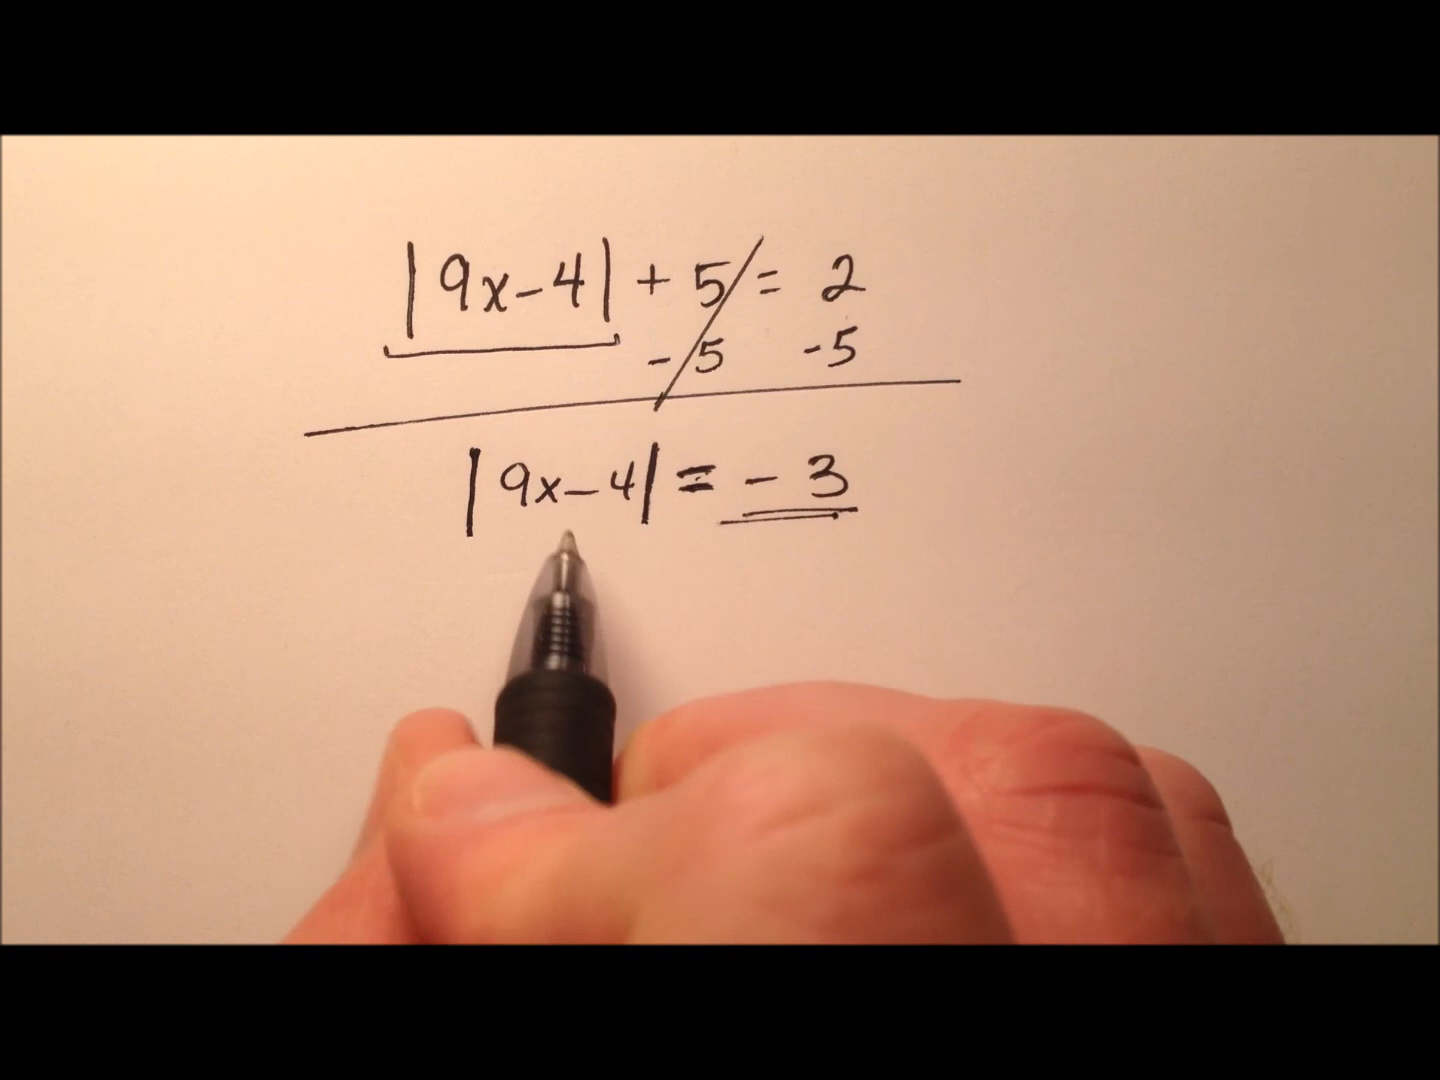 |9x-4| + 5 = 2
- 5 -5
|9x-4| = - 3